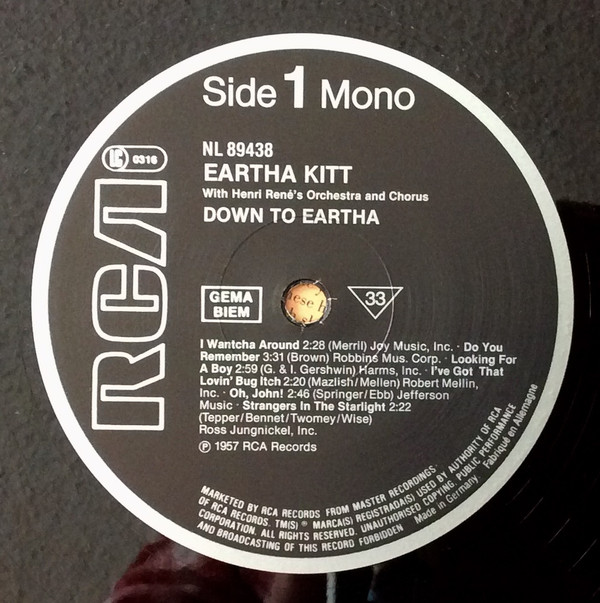 Side 1 Mono
LC 0316
NL 89438
EARTHA KITT
With Henri René's Orchestra and Chorus
DOWN TO EARTHA
RCA
GEMA
BIEM
33
I Wantcha Around 2:28 (Merril) Joy Music, Inc. · Do You
Remember 3:31 (Brown) Robbins Mus. Corp. · Looking For
A Boy 2:59 (G. & I. Gershwin) Harms Inc. · I've Got That
Lovin' Bug Itch 2:20 (Mazlish/Mellen) Robert Mellin,
Inc. · Oh, John! 2:46 (Springer/Ebb) Jefferson
Music · Strangers In The Starlight 2:22
(Tepper/Bennet/Twomey/Wise)
Ross Jungnickel, Inc.
℗ 1957 RCA Records
MARKETED BY RCA RECORDS FROM MASTER RECORDINGS.
OF RCA RECORDS. TM(S) ® MARCA(S) REGISTRADA(S) USED BY AUTHORITY OF RCA
CORPORATION. ALL RIGHTS RESERVED. UNAUTHORISED COPYING, PUBLIC PERFORMANCE
AND BROADCASTING OF THIS RECORD FORBIDDEN Made in Germany. Fabriqué en Allemagne